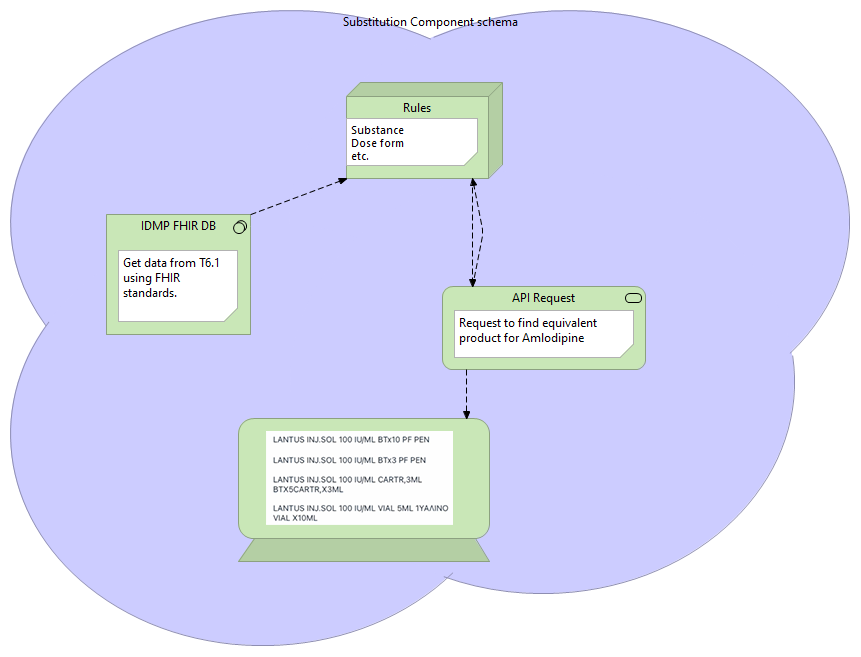 Substitution Component schema
Rules
Substance
Dose form
etc.
IDMP FHIR DB
Get data from T6.1
using FHIR
standards.
API Request
Request to find equivalent
product for Amlodipine
LANTUS INJ.SOL 100 IU/ML BTx10 PF PEN
LANTUS INJ.SOL 100 IU/ML BTx3 PF PEN
LANTUS INJ.SOL 100 IU/ML CARTR,3ML
BTX5CARTR,X3ML
LANTUS INJ.SOL 100 IU/ML VIAL 5ML 1ΥΑΛΙΝΟ
VIAL X10ML